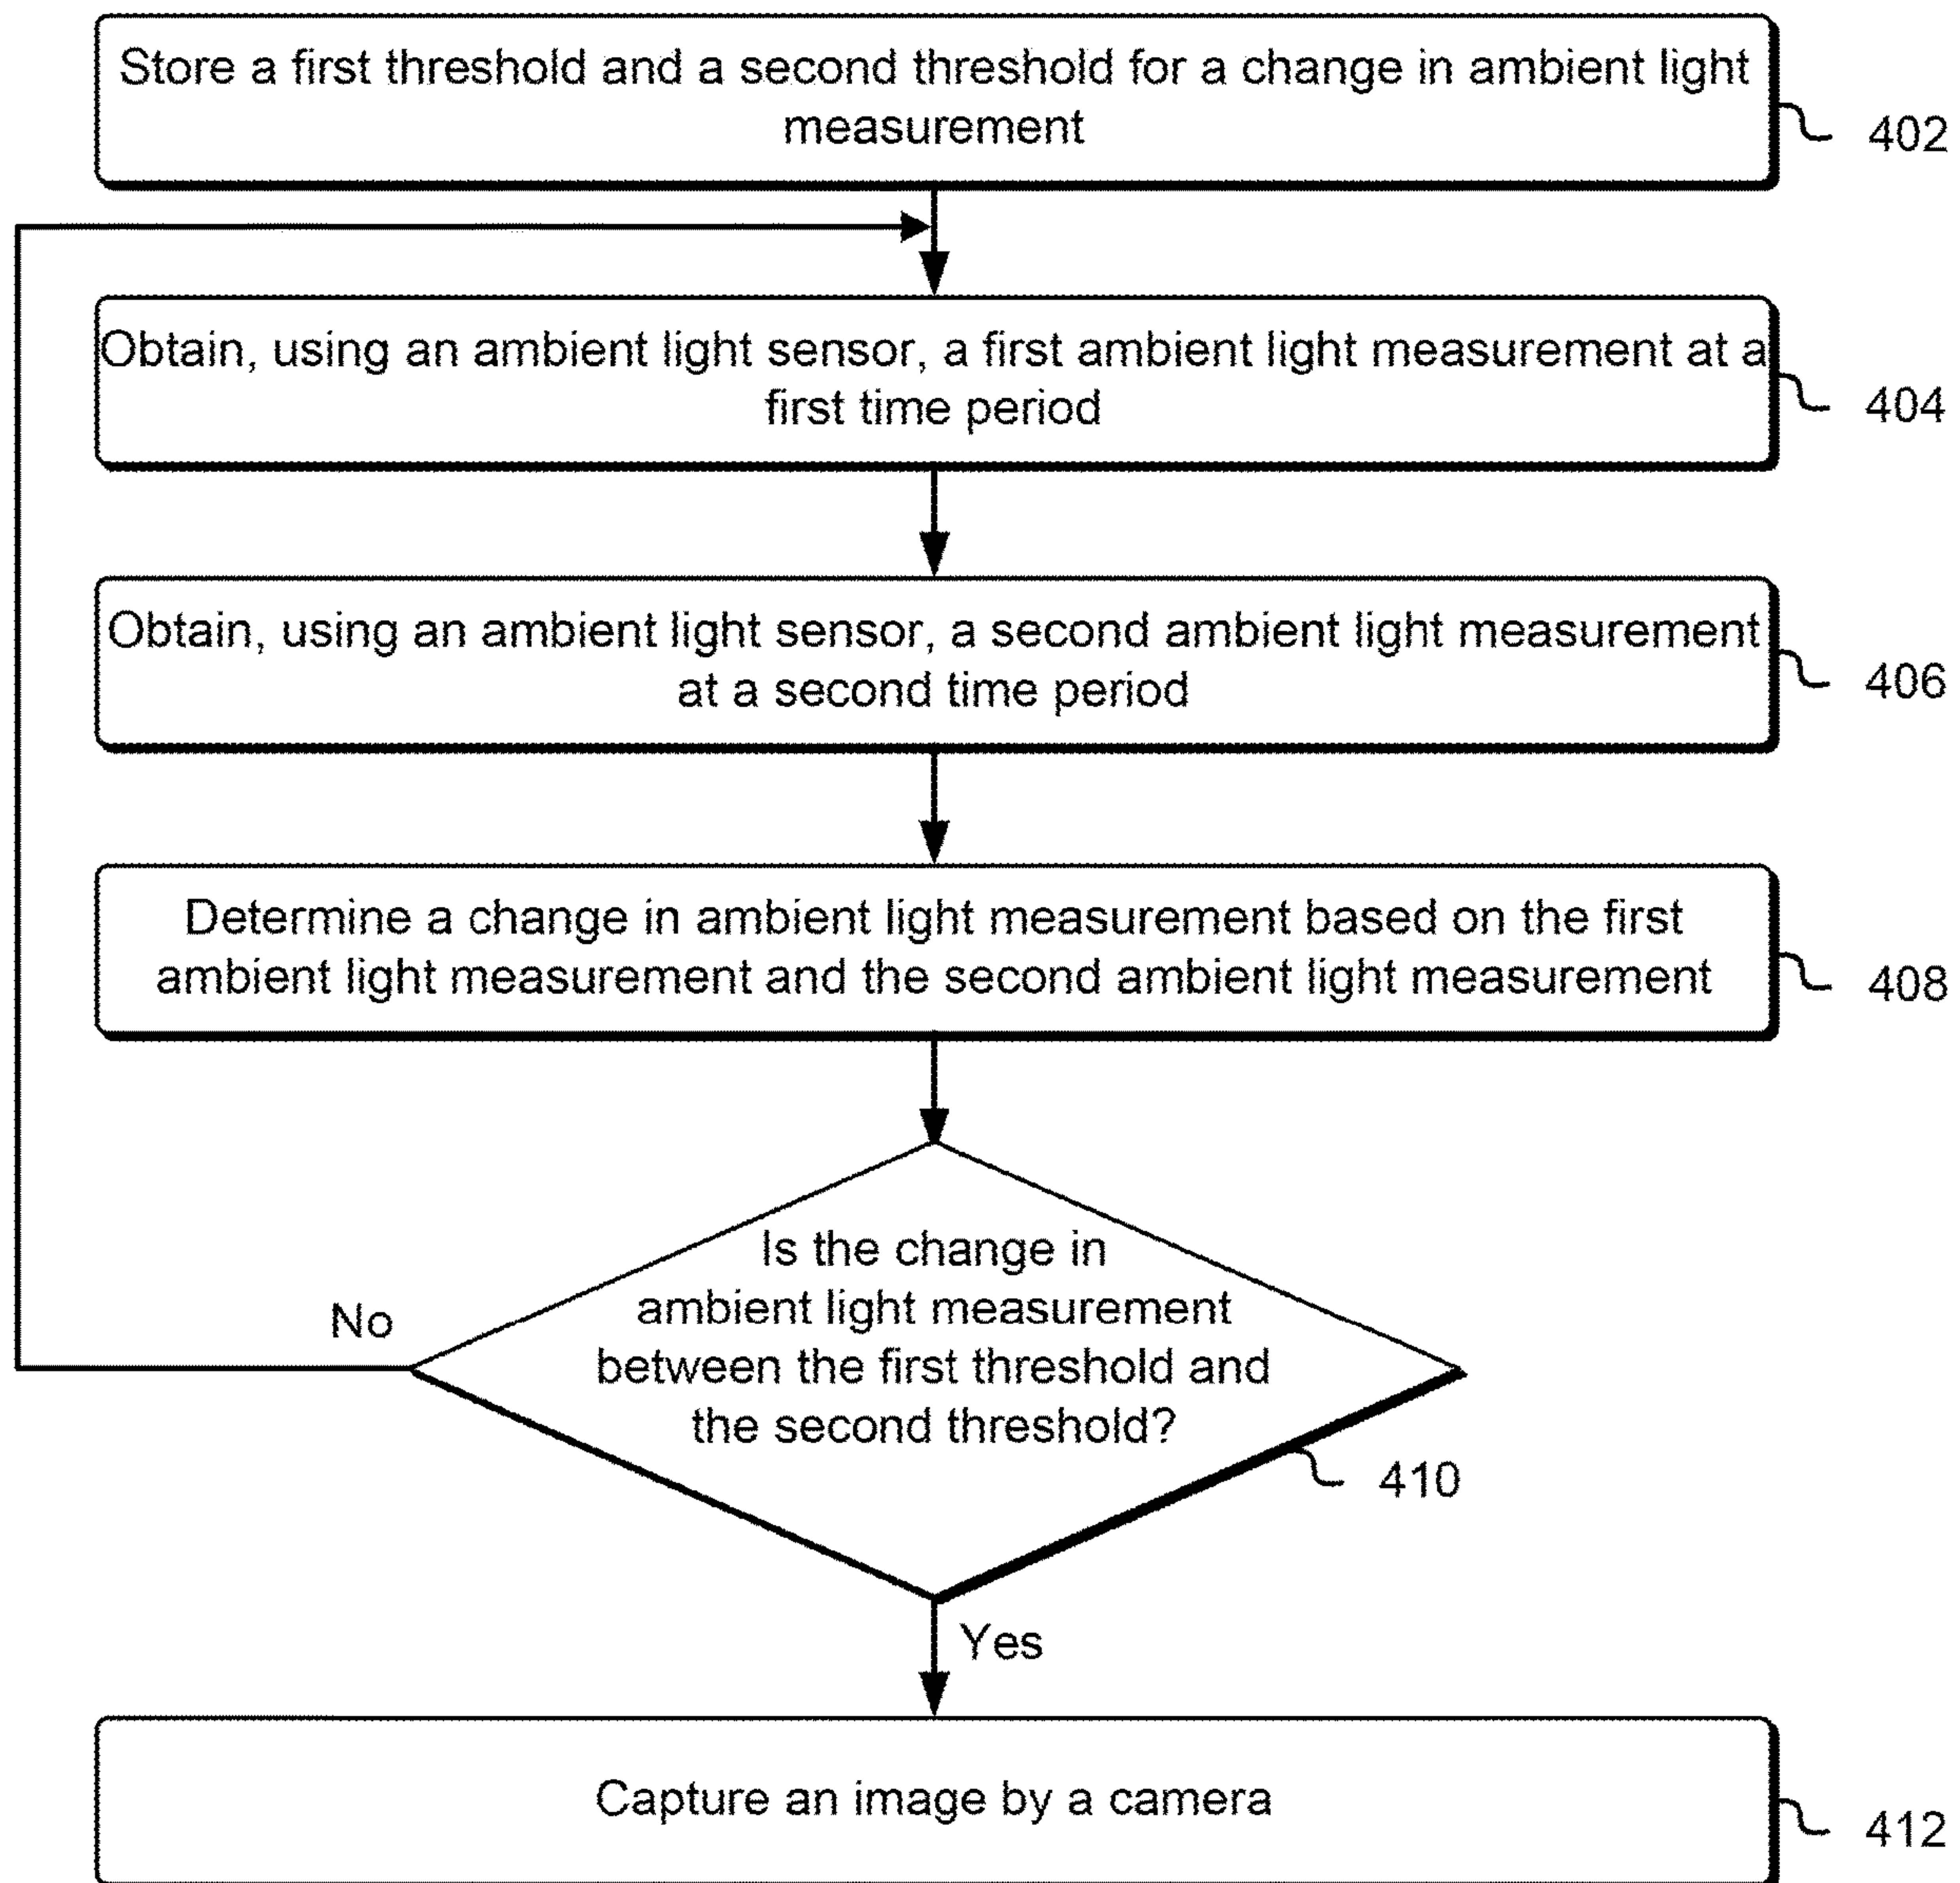 Store a first threshold and a second threshold for a change in ambient light
measurement
402
Obtain, using an ambient light sensor, a first ambient light measurement at a
first time period
404
Obtain, using an ambient light sensor, a second ambient light measurement
at a second time period
406
Determine a change in ambient light measurement based on the first
ambient light measurement and the second ambient light measurement
408
Is the change in
ambient light measurement
between the first threshold and
the second threshold?
No
410
Yes
Capture an image by a camera
412